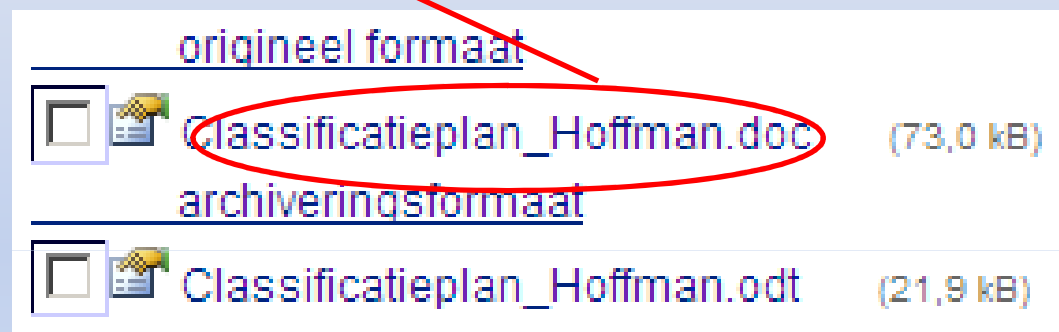 origineel formaat
Classificatieplan_Hoffman.doc (73,0 kB)
archiveringsformaat
Classificatieplan_Hoffman.odt (21,9 kB)